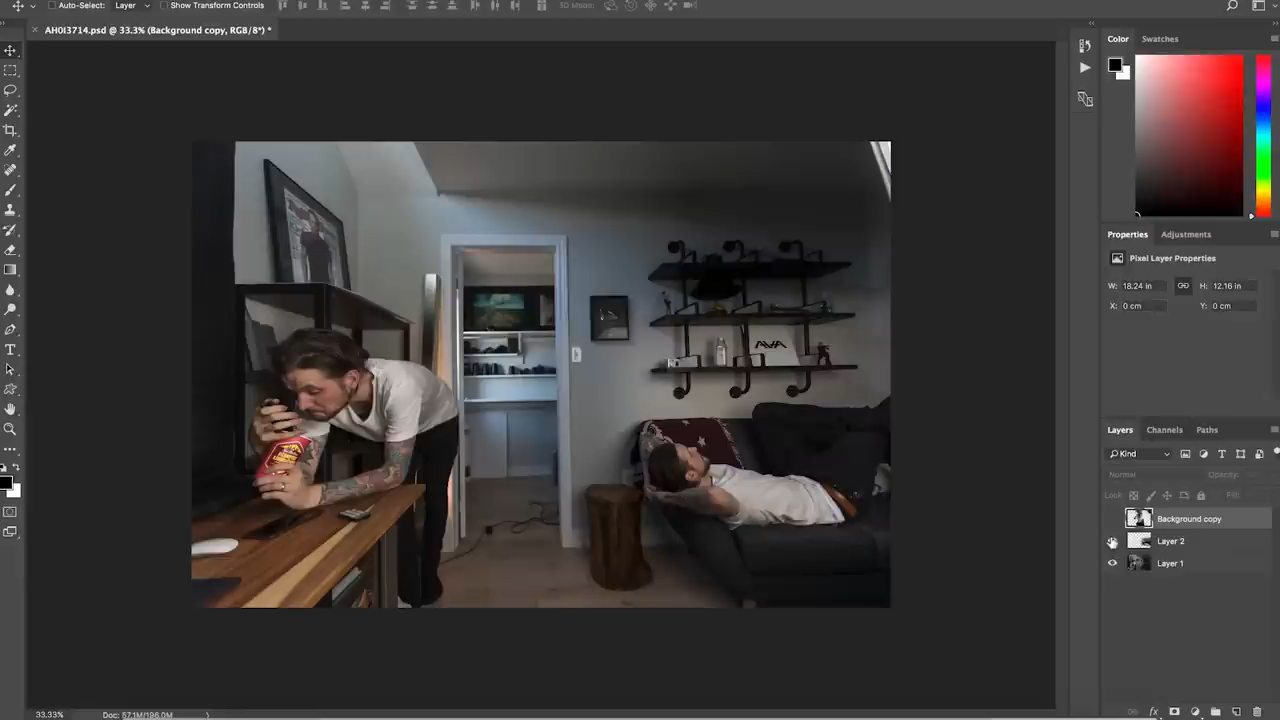 Auto-Select: Layer Show Transform Controls 3D Mode:
AH0I3714.psd @ 33.3% (Background copy, RGB/8*) *
Color Swatches
Properties Adjustments
Pixel Layer Properties
W: 18.24 in H: 12.16 in
X: 0 cm Y: 0 cm
AVA
Layers Channels Paths
Kind
Normal Opacity:
Lock: Fill:
Background copy
Layer 2
Layer 1
33.33% Doc: 57.1M/196.0M